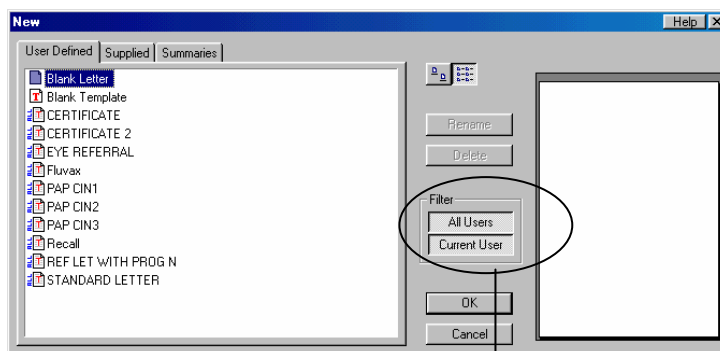 New
Help
User Defined Supplied Summaries
Blank Letter
Blank Template
CERTIFICATE
CERTIFICATE 2
EYE REFERRAL
Fluvax
PAP CIN1
PAP CIN2
PAP CIN3
Recall
REF LET WITH PROG N
STANDARD LETTER
Rename
Delete
Filter
All Users
Current User
OK
Cancel